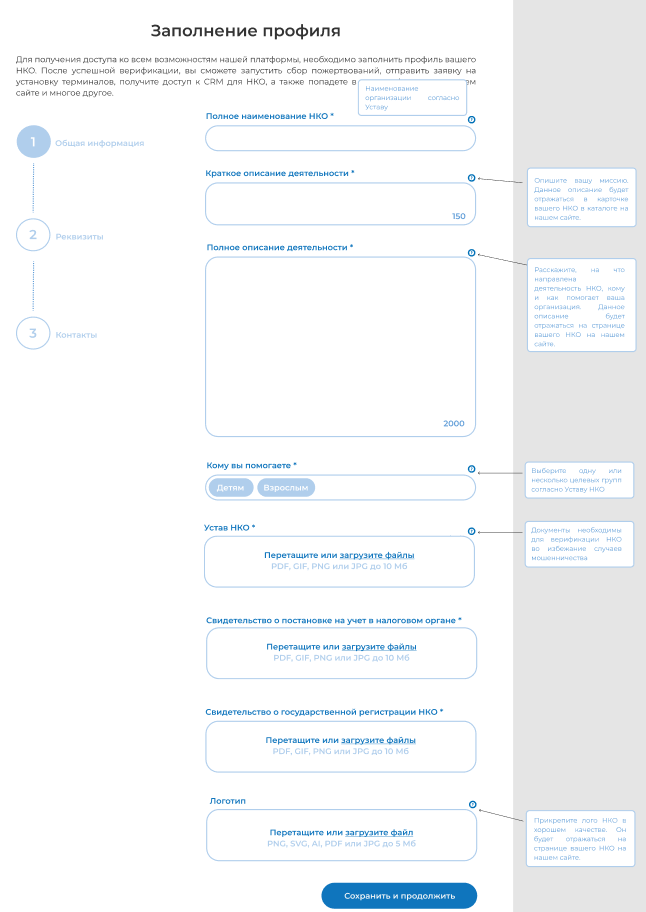 Заполнение профиля
Для получения доступа ко всем возможностям нашей платформы, необходимо заполнить профиль вашего
НКО. После успешной верификации, вы сможете запустить сбор пожертвований, отправить заявку на
установку терминалов, получите доступ к CRM для НКО, а также попадете в
сайте и многое другое.
Наименование
организации согласно
Уставу
Полное наименование НКО *
1
Общая информация
2
Реквизиты
3
Контакты
Краткое описание деятельности *
150
Опишите вашу миссию.
Данное описание будет
отражаться в карточке
вашего НКО в каталоге на
нашем сайте.
Полное описание деятельности *
2000
Расскажите, на что
направлена
деятельность НКО, кому
и как помогает ваша
организация. Данное
описание будет
отражаться на странице
вашего НКО на нашем
сайте.
Кому вы помогаете *
Детям
Взрослым
Выберите одну или
несколько целевых групп
согласно Уставу НКО
Устав НКО *
Перетащите или загрузите файлы
PDF, GIF, PNG или JPG до 10 Мб
Документы необходимы
для верификации НКО
во избежание случаев
мошенничества
Свидетельство о постановке на учет в налоговом органе *
Перетащите или загрузите файлы
PDF, GIF, PNG или JPG до 10 Мб
Свидетельство о государственной регистрации НКО *
Перетащите или загрузите файлы
PDF, GIF, PNG или JPG до 10 Мб
Логотип
Перетащите или загрузите файл
PNG, SVG, AI, PDF или JPG до 5 Мб
Прикрепите лого НКО в
хорошем качестве. Он
будет отражаться на
странице вашего НКО на
нашем сайте.
Сохранить и продолжить